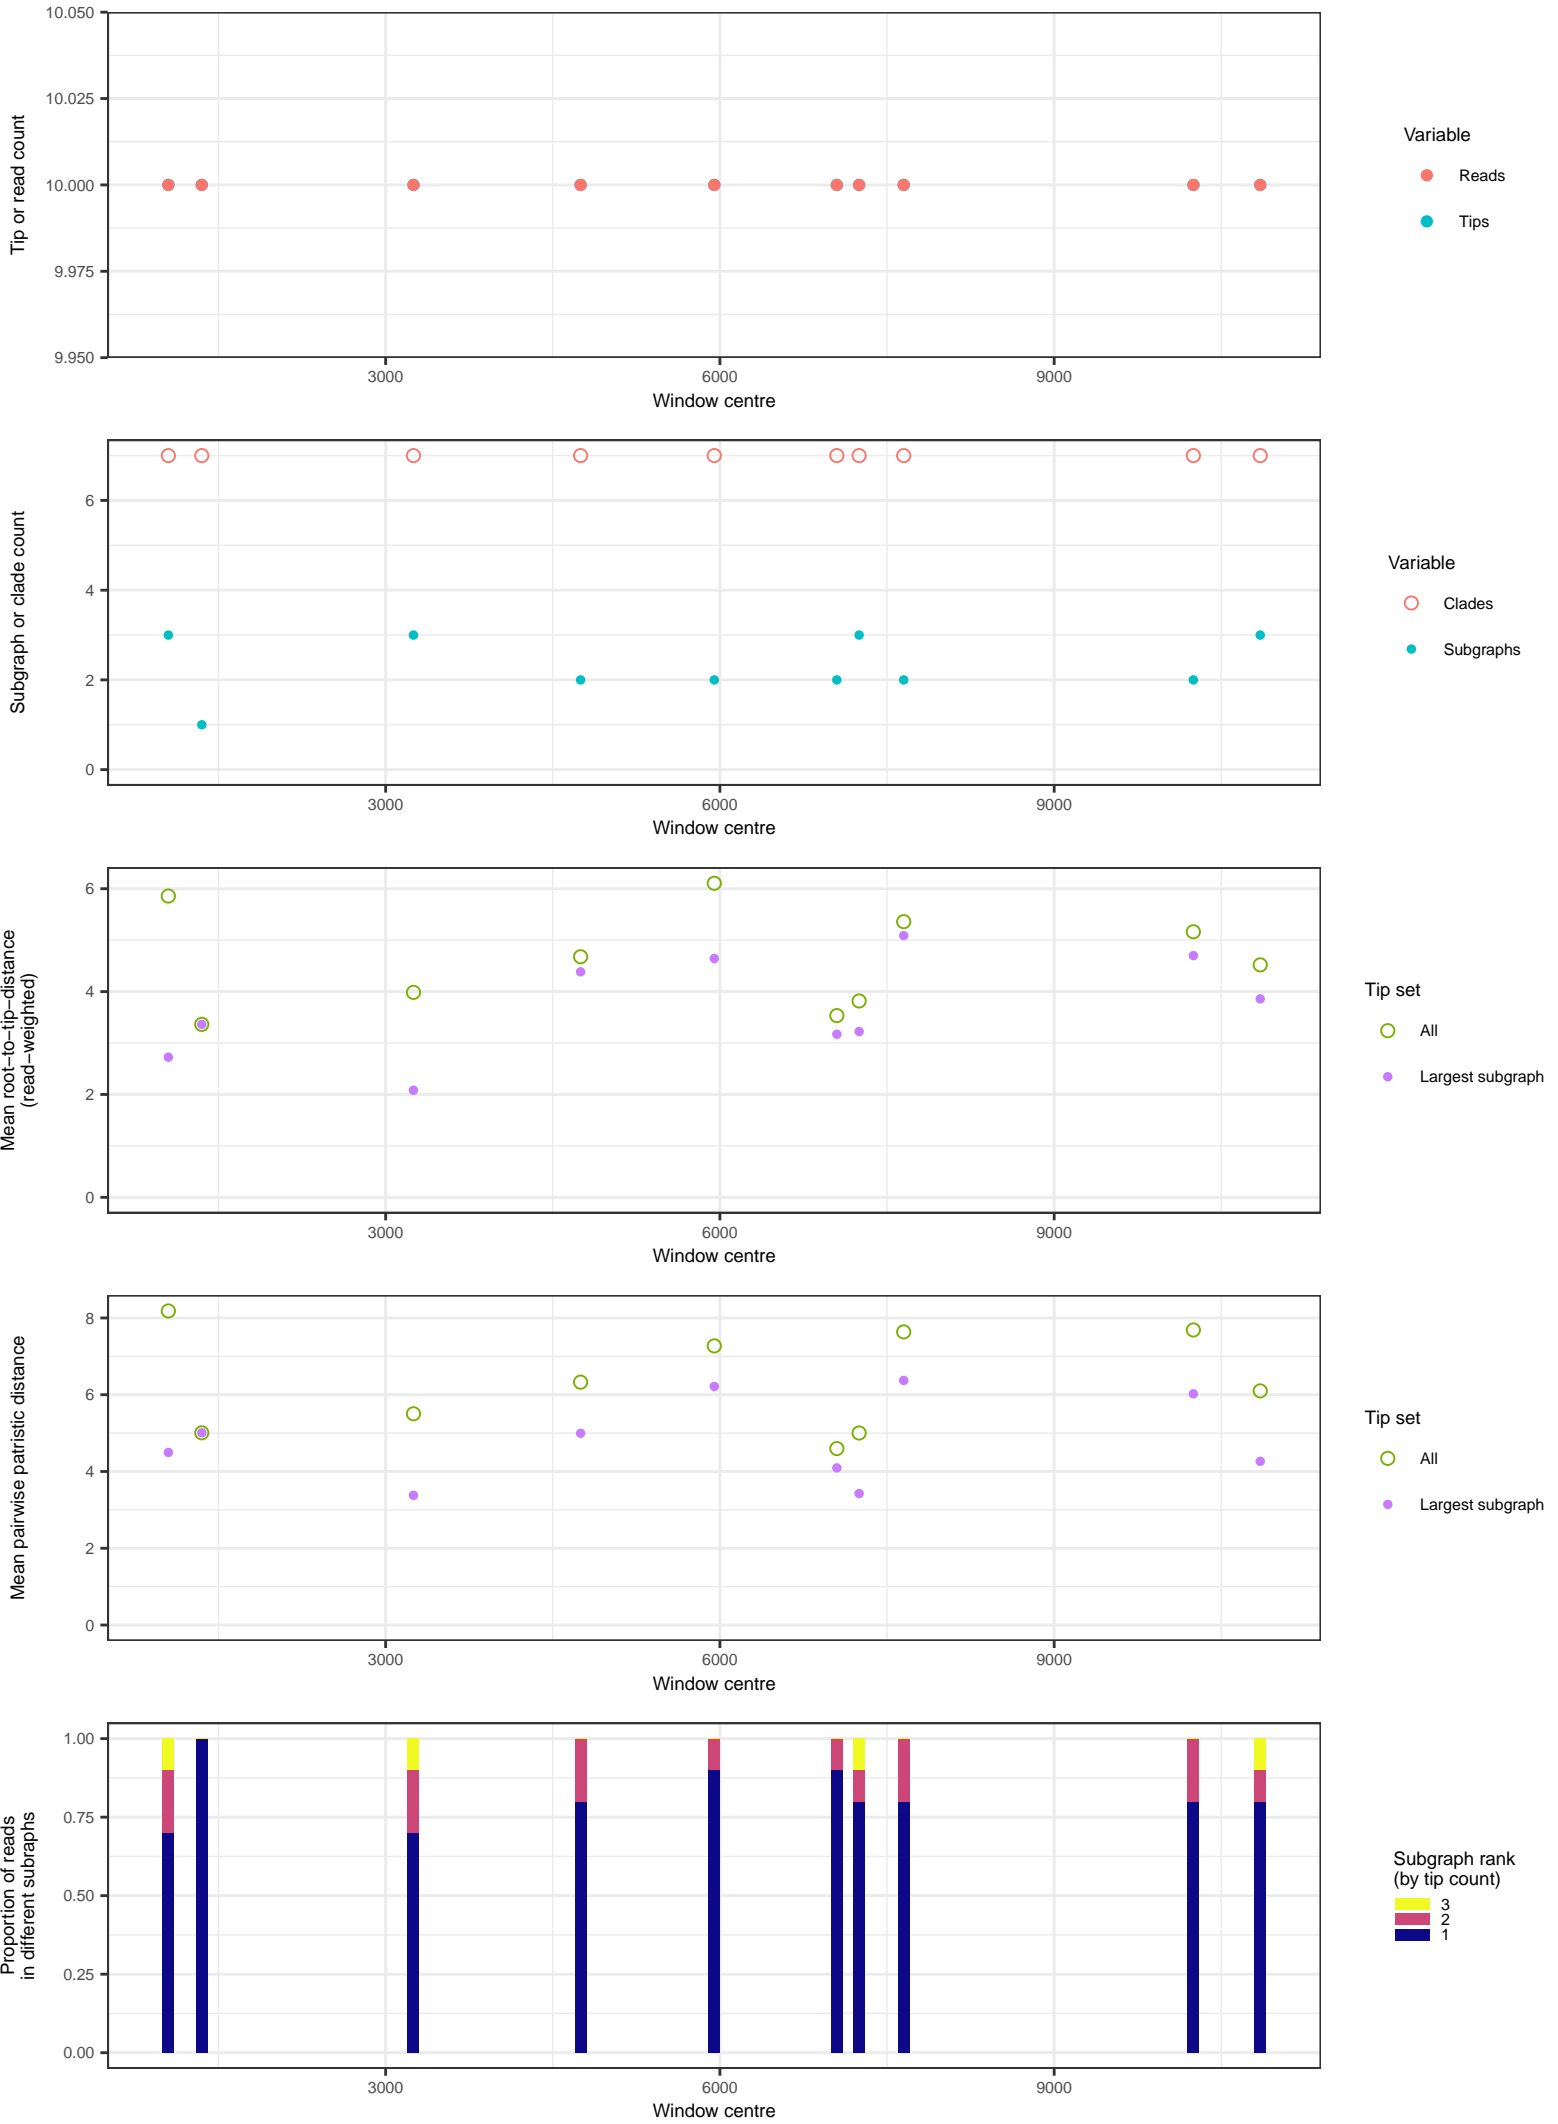 10.050
10.025
10.000
9.975
9.950
Tip or read count
3000 6000 9000
Window centre
Variable
Reads
Tips
6
4
2
0
Subgraph or clade count
3000 6000 9000
Window centre
Variable
Clades
Subgraphs
6
4
2
0
Mean root−to−tip−distance
(read−weighted)
3000 6000 9000
Window centre
Tip set
All
Largest subgraph
8
6
4
2
0
Mean pairwise patristic distance
3000 6000 9000
Window centre
Tip set
All
Largest subgraph
1.00
0.75
0.50
0.25
0.00
Proportion of reads
in different subraphs
3000 6000 9000
Window centre
Subgraph rank
(by tip count)
3
2
1